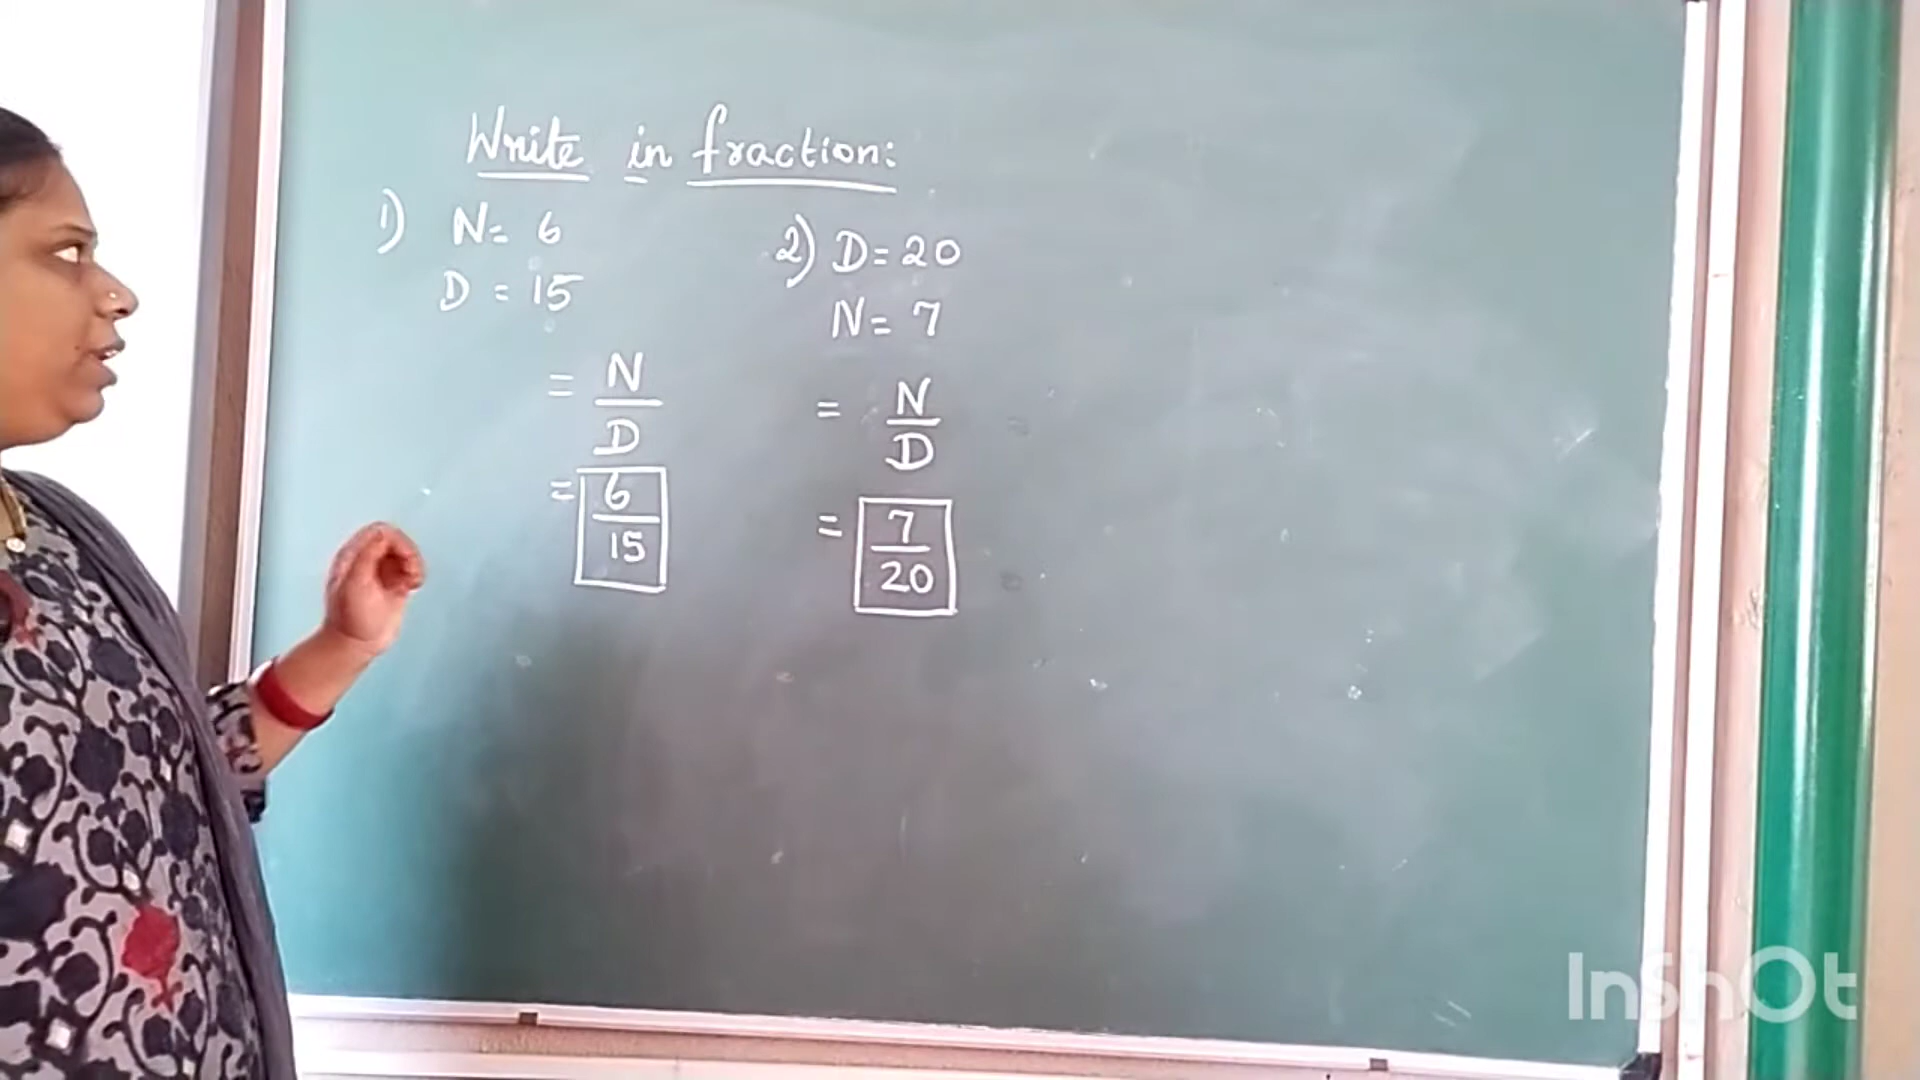 Write in fraction:
1) N= 6
D = 15
= N/D
= 6/15
2) D=20
N= 7
= N/D
= 7/20
InShOt